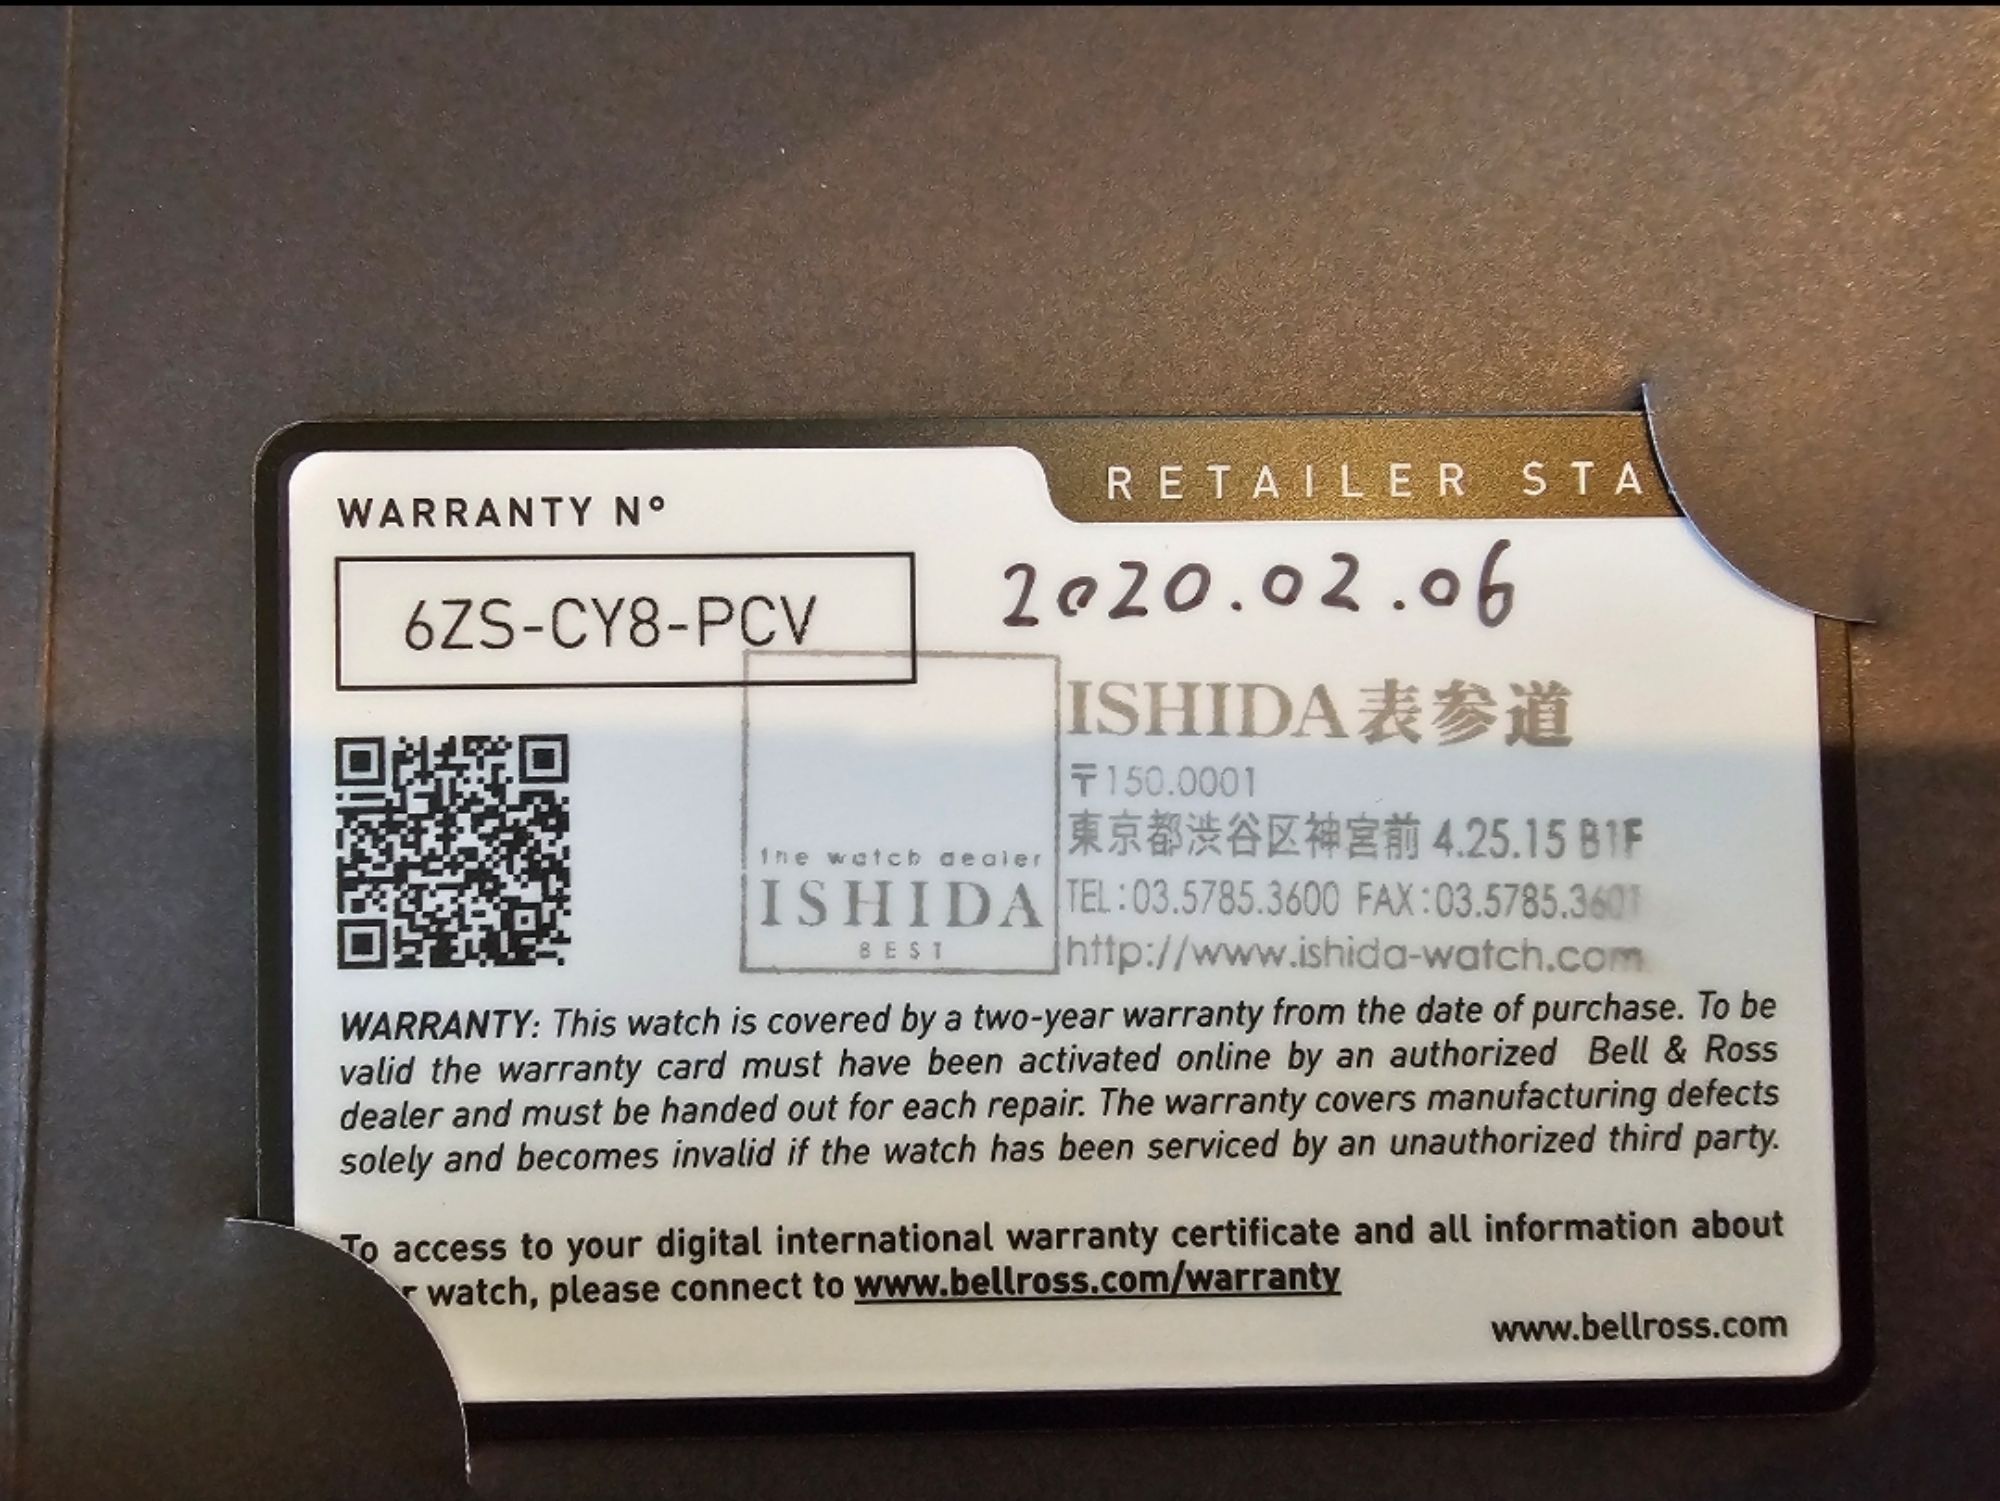 WARRANTY Nº
RETAILER STA
6ZS-CY8-PCV
2020.02.06
ISHIDA表参道
〒150.0001
東京都渋谷区神宮前 4.25.15 B1F
TEL:03.5785.3600 FAX:03.5785.3601
http://www.ishida-watch.com
the watch dealer
ISHIDA
BEST
WARRANTY: This watch is covered by a two-year warranty from the date of purchase. To be
valid the warranty card must have been activated online by an authorized Bell & Ross
dealer and must be handed out for each repair. The warranty covers manufacturing defects
solely and becomes invalid if the watch has been serviced by an unauthorized third party.
To access to your digital international warranty certificate and all information about
r watch, please connect to www.bellross.com/warranty
www.bellross.com